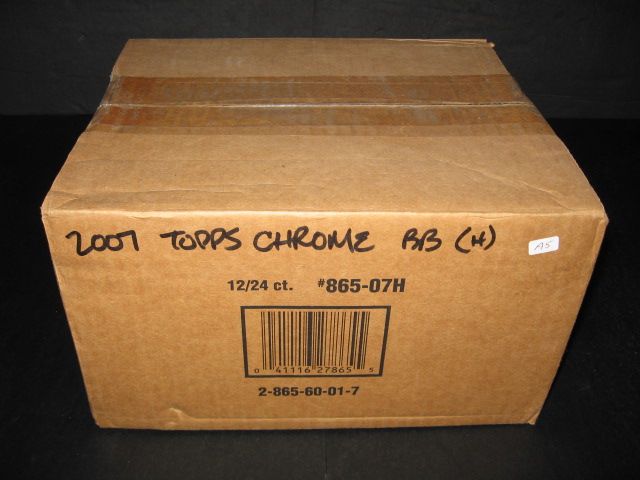 2007 TOPPS CHROME BB (H)
A5
12/24 ct. #865-07H
0 41116 27865 5
2-865-60-01-7